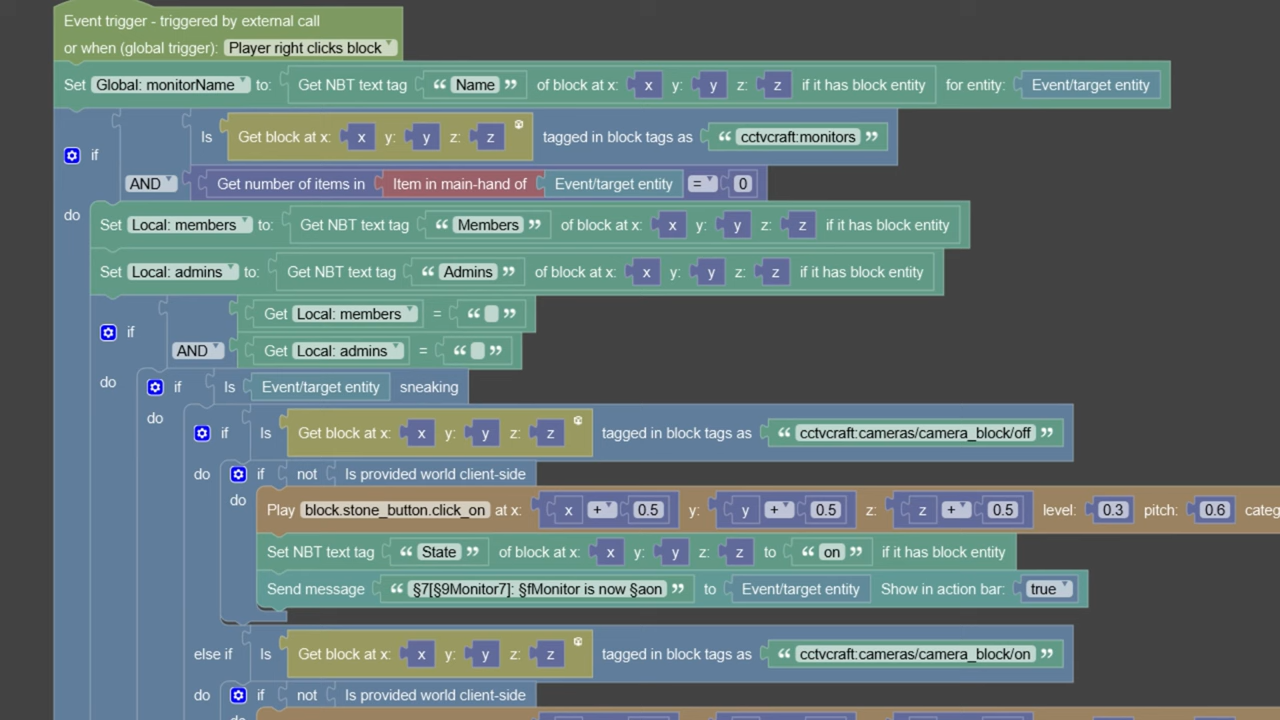 Event trigger - triggered by external call
or when (global trigger): Player right clicks block
Set Global: monitorName to: Get NBT text tag “ Name ” of block at x: x y: y z: z if it has block entity for entity: Event/target entity
Is Get block at x: x y: y z: z tagged in block tags as “ cctvcraft:monitors ”
if
AND Get number of items in Item in main-hand of Event/target entity = 0
do
Set Local: members to: Get NBT text tag “ Members ” of block at x: x y: y z: z if it has block entity
Set Local: admins to: Get NBT text tag “ Admins ” of block at x: x y: y z: z if it has block entity
Get Local: members = “ ”
if
AND Get Local: admins = “ ”
do if Is Event/target entity sneaking
do if Is Get block at x: x y: y z: z tagged in block tags as “ cctvcraft:cameras/camera_block/off ”
do if not Is provided world client-side
do Play block.stone_button.click_on at x: x + 0.5 y: y + 0.5 z: z + 0.5 level: 0.3 pitch: 0.6 categ
Set NBT text tag “ State ” of block at x: x y: y z: z to “ on ” if it has block entity
Send message “ §7[§9Monitor7]: §fMonitor is now §aon ” to Event/target entity Show in action bar: true
else if Is Get block at x: x y: y z: z tagged in block tags as “ cctvcraft:cameras/camera_block/on ”
do if not Is provided world client-side